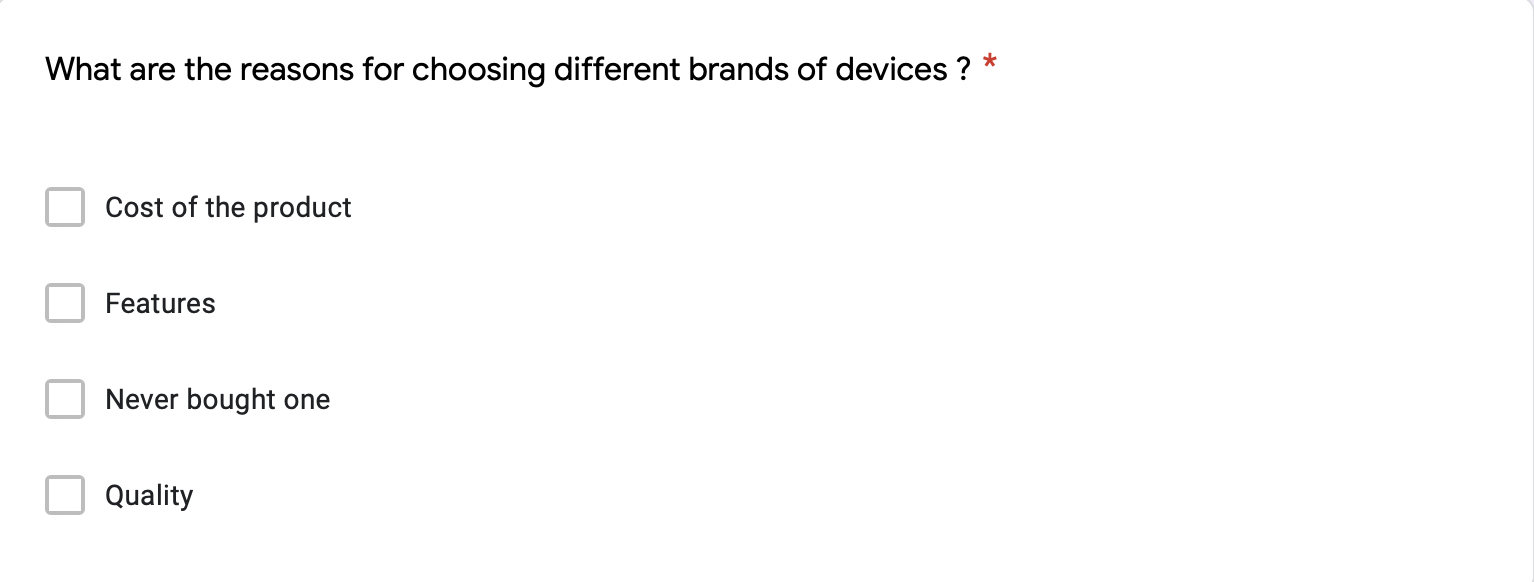 What are the reasons for choosing different brands of devices ? *
Cost of the product
Features
Never bought one
Quality